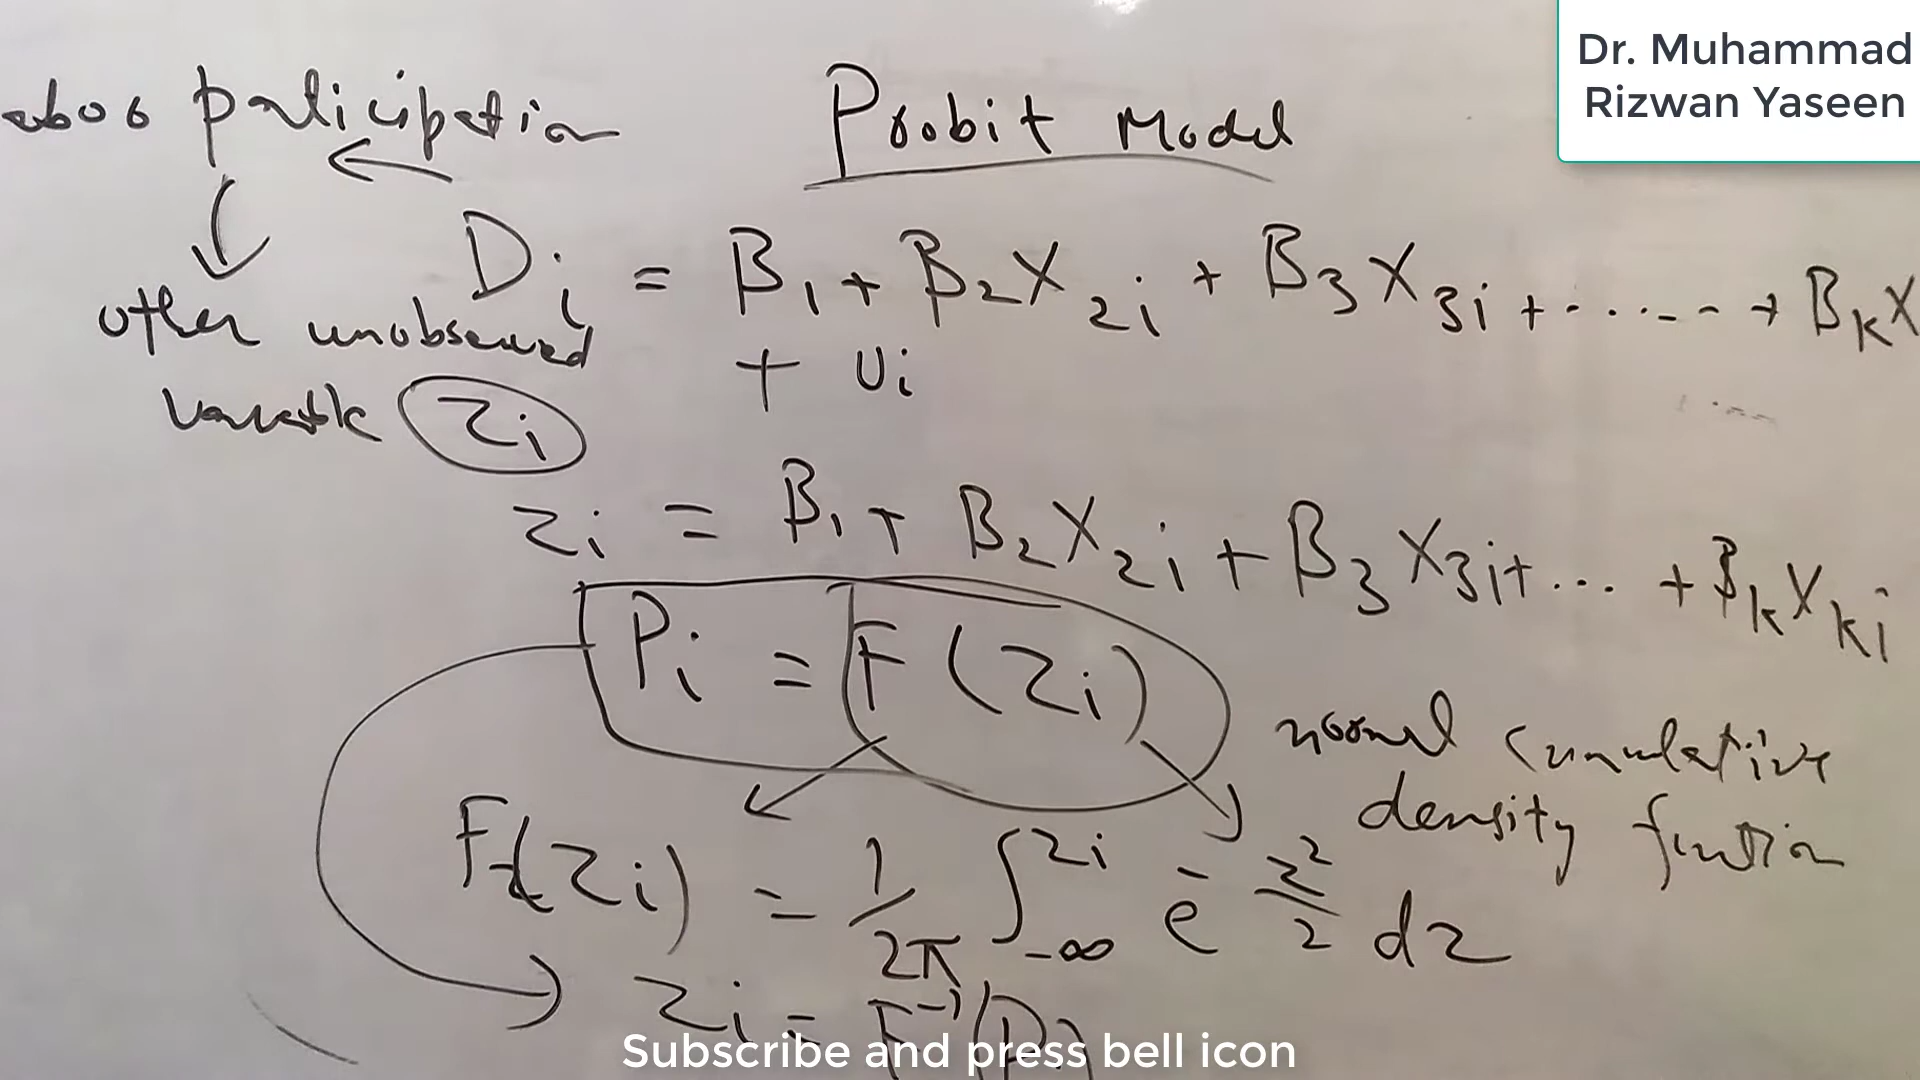 Dr. Muhammad
Rizwan Yaseen
Probit Model
participation
Di = β1 + β2X2i + β3X3i + ...... + βKX
+ Ui
other unobserved
variable Zi
Zi = β1 + β2X2i + β3X3i + ... + βkXki
Pi = F(Zi)
normal cumulative
density function
F(Zi) = 1/2π ∫-∞^Zi e^-z²/2 dz
Zi = F^-1(P)
Subscribe and press bell icon